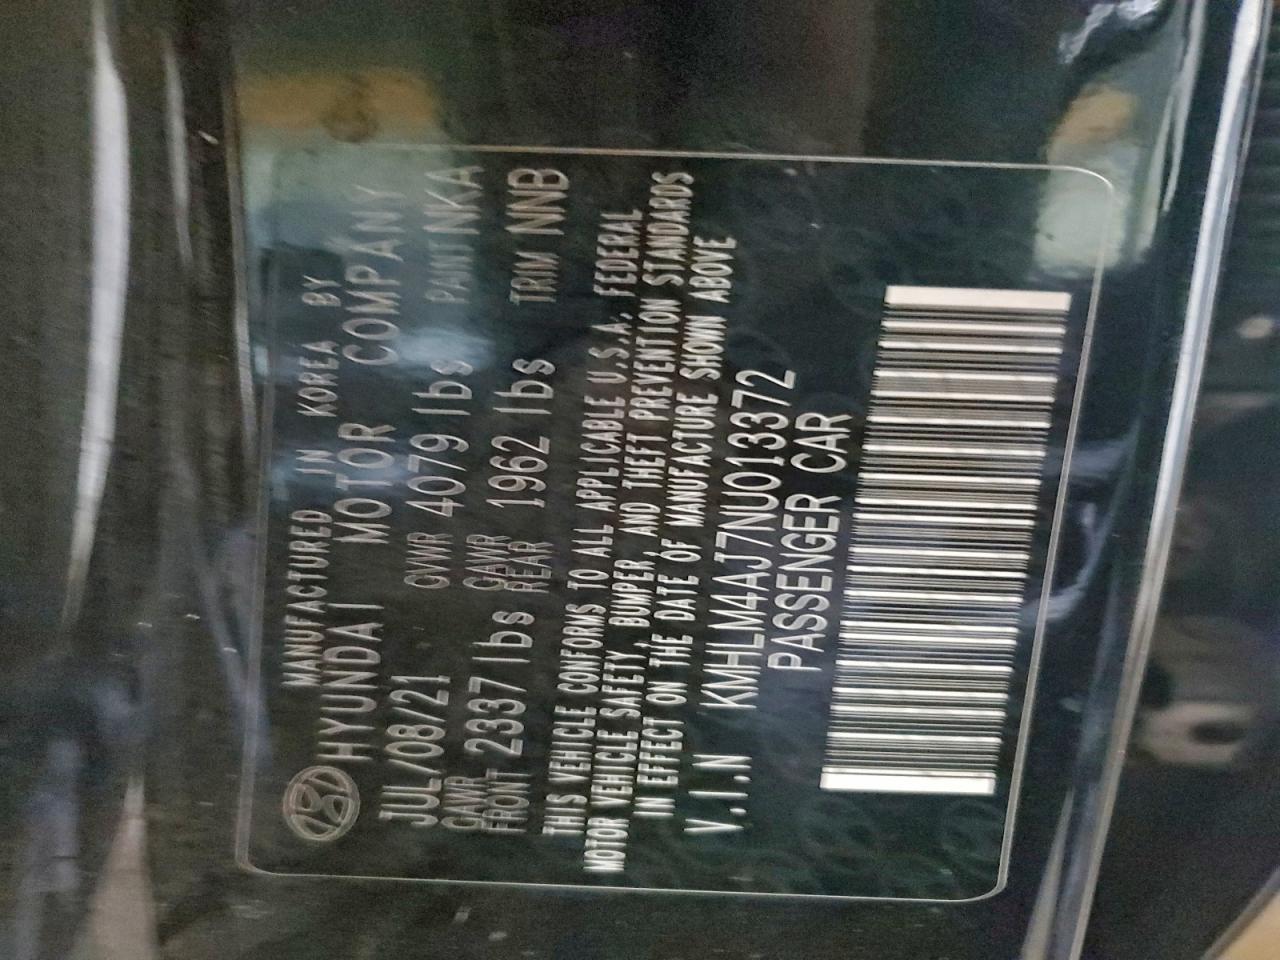 MANUFACTURED IN KOREA BY
HYUNDAI MOTOR COMPANY
JUL/08/21 GVWR 4079 lbs PAINT NKA
GAWR FRONT 2337 lbs GAWR REAR 1962 lbs TRIM NNB
THIS VEHICLE CONFORMS TO ALL APPLICABLE U.S.A. FEDERAL
MOTOR VEHICLE SAFETY, BUMPER, AND THEFT PREVENTION STANDARDS
IN EFFECT ON THE DATE OF MANUFACTURE SHOWN ABOVE
V.I.N KMHLM4AJ7NU013372
PASSENGER CAR